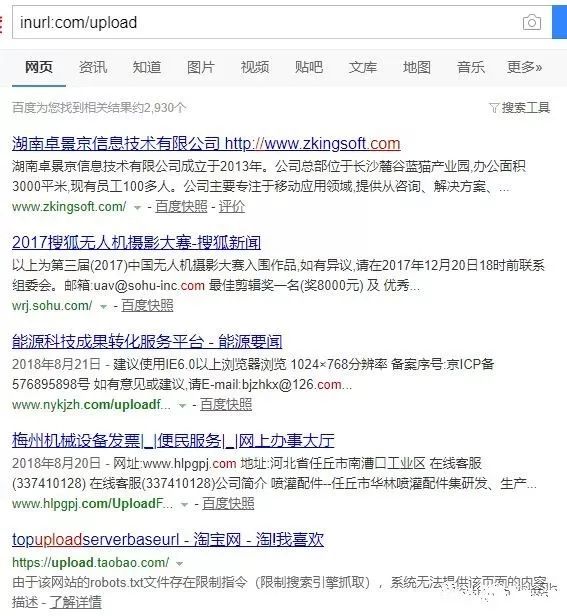 inurl:com/upload
网页 资讯 知道 图片 视频 贴吧 文库 地图 音乐 更多»
百度为您找到相关结果约2,930个 搜索工具
湖南卓景京信息技术有限公司 http://www.zkingsoft.com
湖南卓景京信息技术有限公司成立于2013年。公司总部位于长沙麓谷蓝猫产业园,办公面积
3000平米,现有员工100多人。公司主要专注于移动应用领域,提供从咨询、解决方案、...
www.zkingsoft.com/ - 百度快照 - 评价
2017搜狐无人机摄影大赛-搜狐新闻
以上为第三届(2017)中国无人机摄影大赛入围作品,如有异议,请在2017年12月20日18时前联系
组委会。邮箱:uav@sohu-inc.com 最佳剪辑奖一名(奖8000元) 及 优秀...
wrj.sohu.com/ - 百度快照
能源科技成果转化服务平台 - 能源要闻
2018年8月21日 - 建议使用IE6.0以上浏览器浏览 1024×768分辨率 备案序号:京ICP备
576895898号 如有意见或建议,请E-mail:bjzhkx@126.com...
www.nykjzh.com/uploadf... - 百度快照
梅州机械设备发票|_|便民服务|_|网上办事大厅
2018年8月20日 - 网址:www.hlpgpj.com 地址:河北省任丘市南漕口工业区 在线客服
(337410128) 在线客服(337410128)公司简介 喷灌配件--任丘市华林喷灌配件集研发、生产...
www.hlpgpj.com/UploadF... - 百度快照
topuploadserverbaseurl - 淘宝网 - 淘!我喜欢
https://upload.taobao.com/
由于该网站的robots.txt文件存在限制指令（限制搜索引擎抓取），系统无法提供该页面的内容
描述 - 了解详情